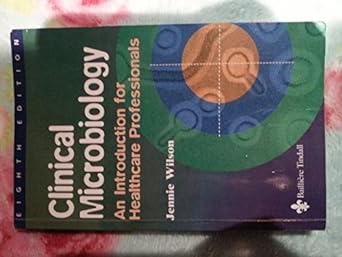 EIGHTH EDITION
Clinical
Microbiology
An Introduction for
Healthcare Professionals
Jennie Wilson
Baillière Tindall